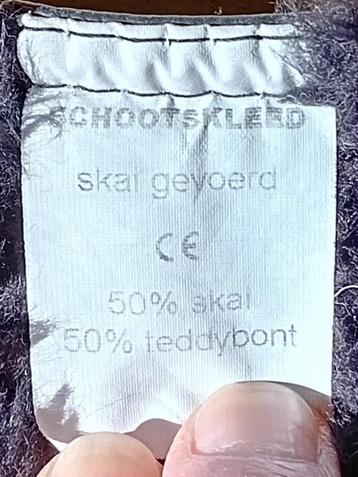 SCHOOTSKLEED
skai gevoerd
CE
50% skai
50% teddybont